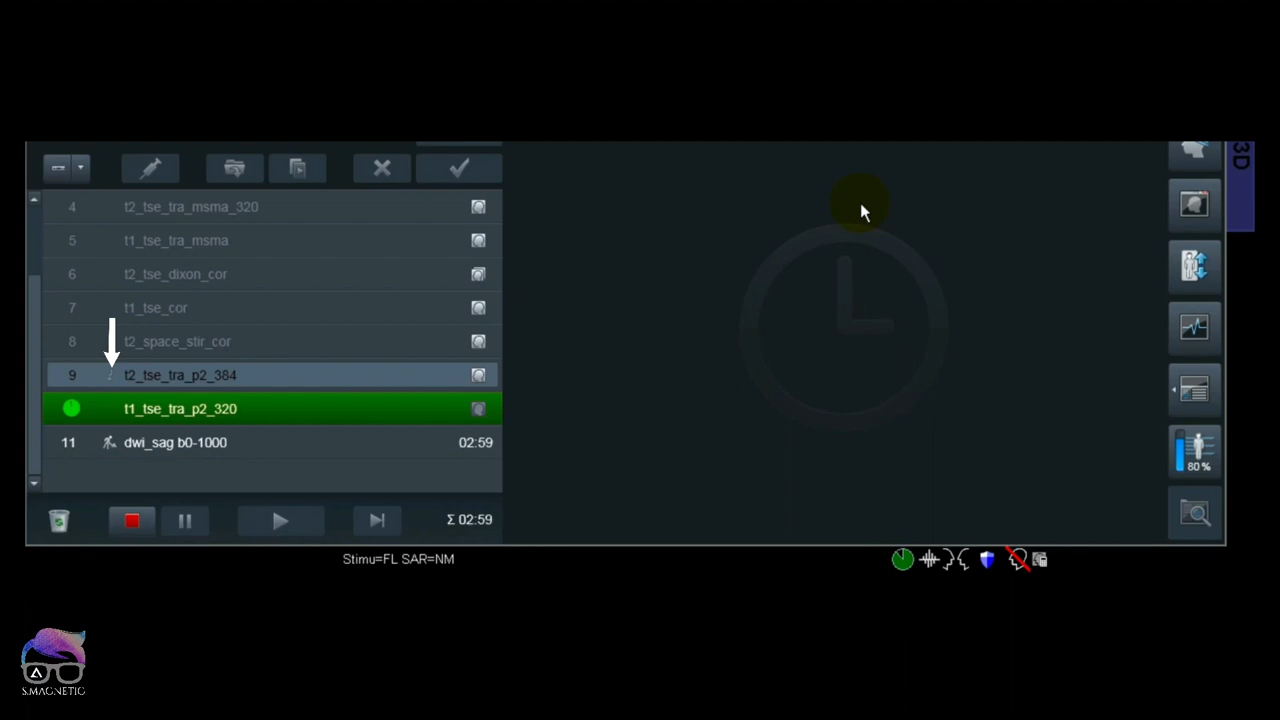 3D
4 t2_tse_tra_msma_320
5 t1_tse_tra_msma
6 t2_tse_dixon_cor
7 t1_tse_cor
8 t2_space_stir_cor
9 t2_tse_tra_p2_384
t1_tse_tra_p2_320
11 dwi_sag b0-1000 02:59
80 %
Σ 02:59
Stimu=FL SAR=NM
S.MAGNETIC